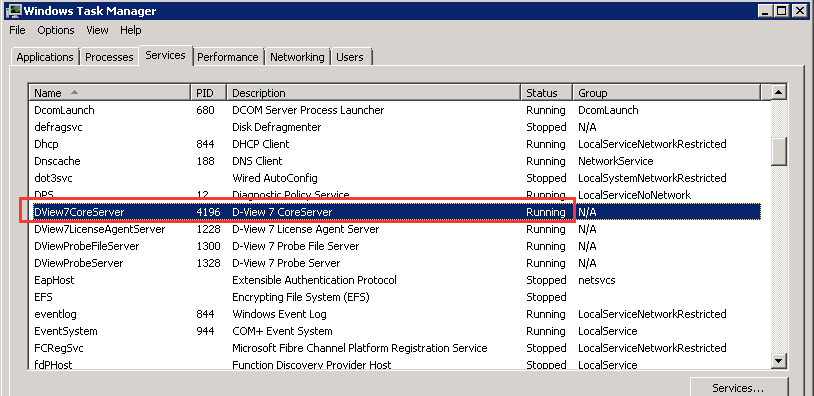 Windows Task Manager
File Options View Help
Applications Processes Services Performance Networking Users
Name PID Description Status Group
DcomLaunch 680 DCOM Server Process Launcher Running DcomLaunch
defragsvc Disk Defragmenter Stopped N/A
Dhcp 844 DHCP Client Running LocalServiceNetworkRestricted
Dnscache 188 DNS Client Running NetworkService
dot3svc Wired AutoConfig Stopped LocalSystemNetworkRestricted
DPS 12 Diagnostic Policy Service Running LocalServiceNoNetwork
DView7CoreServer 4196 D-View 7 CoreServer Running N/A
DView7LicenseAgentServer 1228 D-View 7 License Agent Server Running N/A
DViewProbeFileServer 1300 D-View 7 Probe File Server Running N/A
DViewProbeServer 1328 D-View 7 Probe Server Running N/A
EapHost Extensible Authentication Protocol Stopped netsvcs
EFS Encrypting File System (EFS) Stopped
eventlog 844 Windows Event Log Running LocalServiceNetworkRestricted
EventSystem 944 COM+ Event System Running LocalService
FCRegSvc Microsoft Fibre Channel Platform Registration Service Stopped LocalServiceNetworkRestricted
fdPHost Function Discovery Provider Host Stopped LocalService
Services...